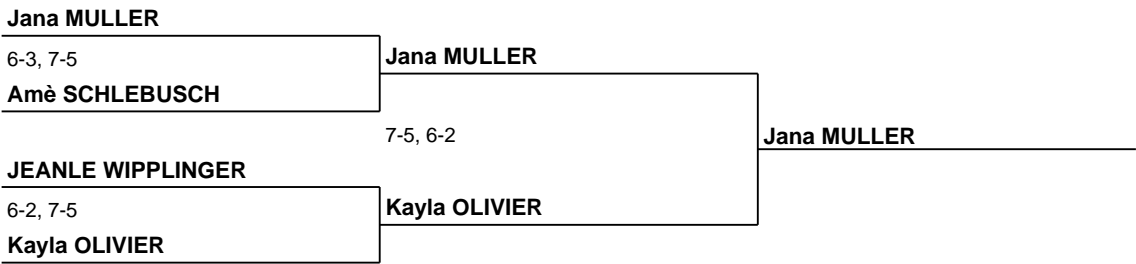 Jana MULLER
6-3, 7-5
Jana MULLER
Amè SCHLEBUSCH
7-5, 6-2
Jana MULLER
JEANLE WIPPLINGER
6-2, 7-5
Kayla OLIVIER
Kayla OLIVIER